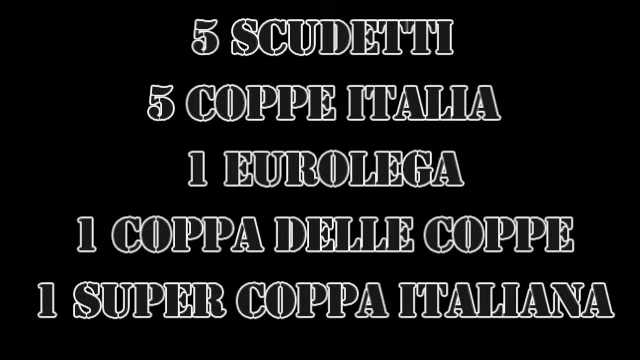 5 SCUDETTI
5 COPPE ITALIA
1 EUROLEGA
1 COPPA DELLE COPPE
1 SUPER COPPA ITALIANA